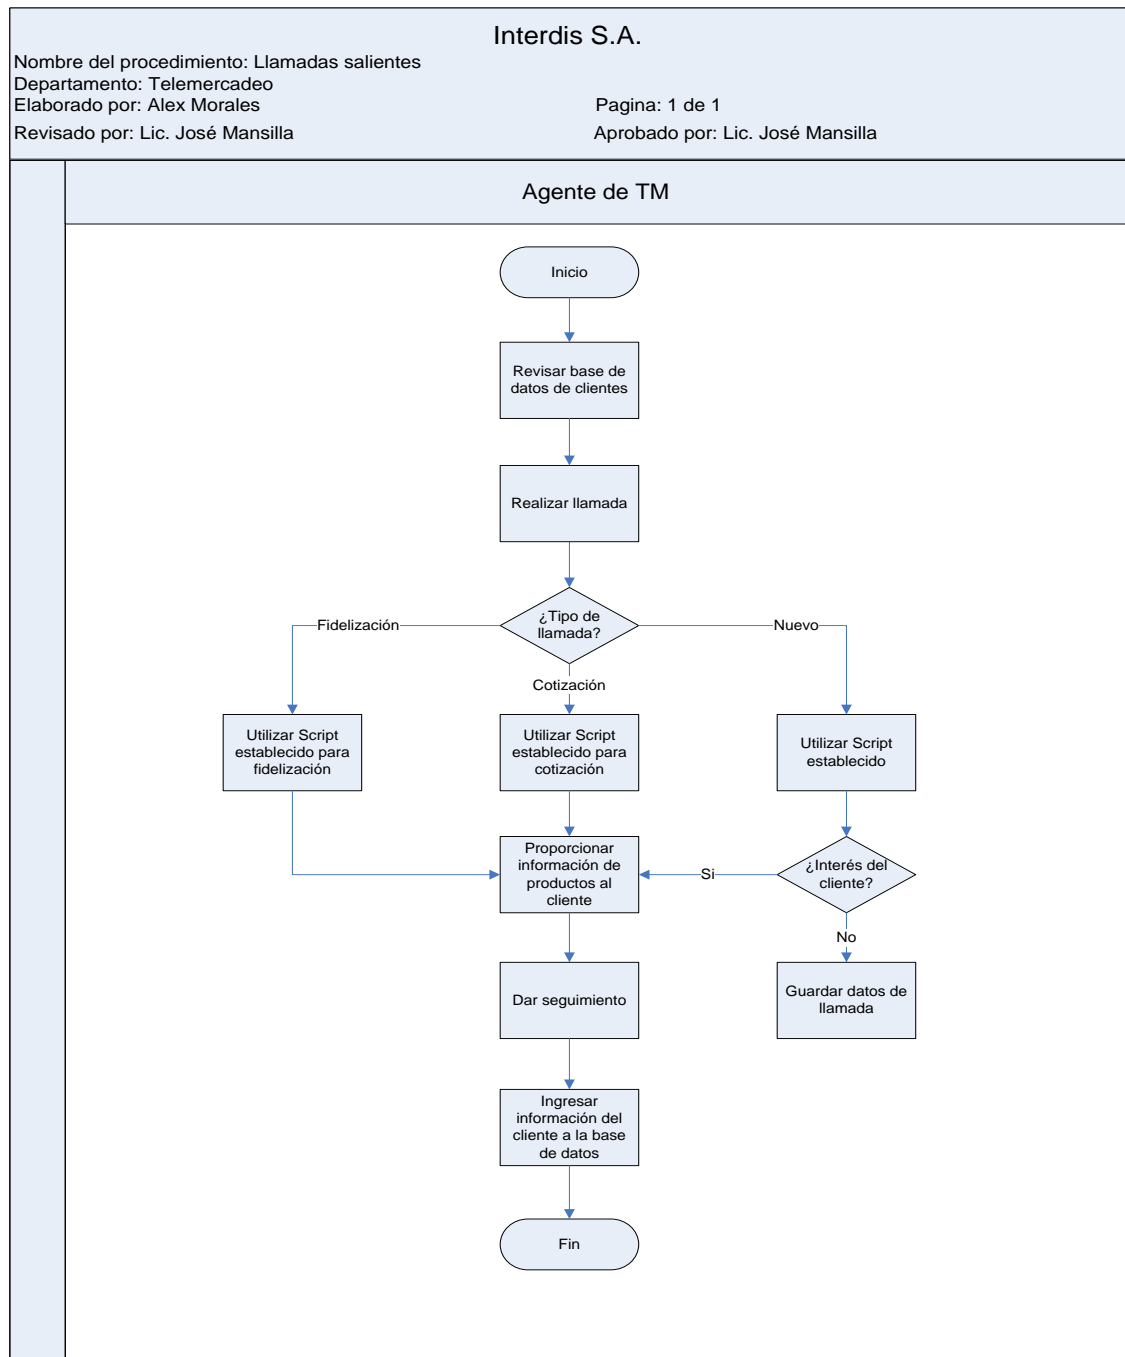 Interdis S.A.
Nombre del procedimiento: Llamadas salientes
Departamento: Telemercadeo
Elaborado por: Alex Morales
Pagina: 1 de 1
Revisado por: Lic. José Mansilla
Aprobado por: Lic. José Mansilla
Agente de TM
Inicio
Revisar base de
datos de clientes
Realizar llamada
¿Tipo de
llamada?
Fidelización
Nuevo
Cotización
Utilizar Script
establecido para
fidelización
Utilizar Script
establecido para
cotización
Utilizar Script
establecido
Proporcionar
información de
productos al
cliente
Si
¿Interés del
cliente?
No
Dar seguimiento
Guardar datos de
llamada
Ingresar
información del
cliente a la base
de datos
Fin